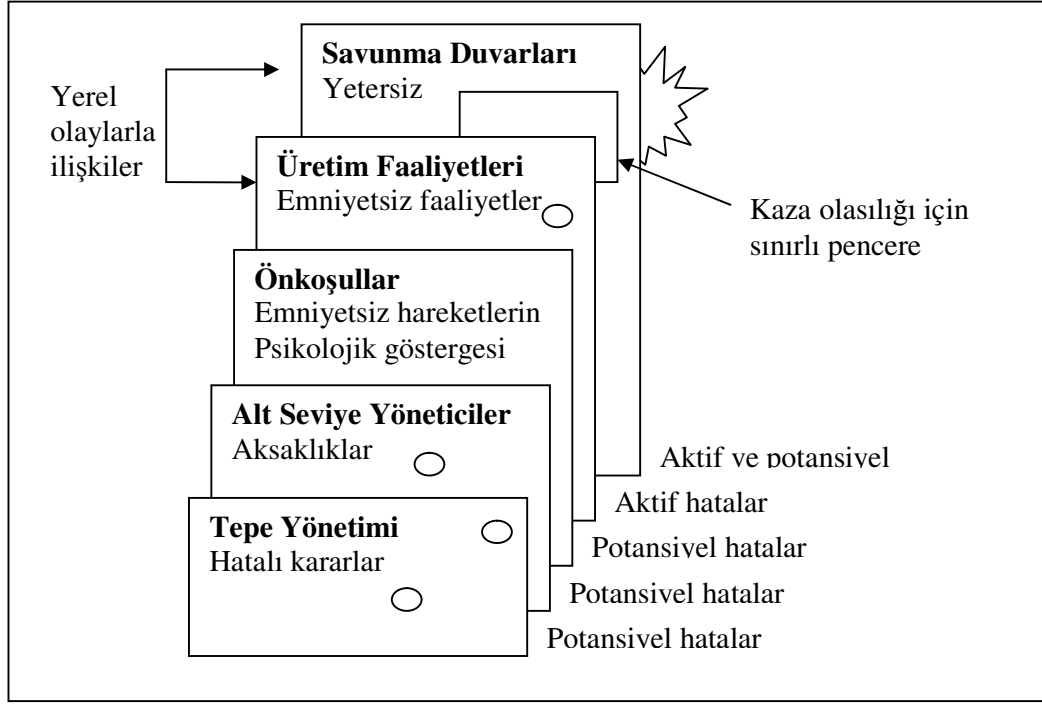 Savunma Duvarları
Yetersiz
Yerel
olaylarla
ilişkiler
Üretim Faaliyetleri
Emniyetsiz faaliyetler
Kaza olasılığı için
sınırlı pencere
Önkoşullar
Emniyetsiz hareketlerin
Psikolojik göstergesi
Alt Seviye Yöneticiler
Aksaklıklar
Tepe Yönetimi
Hatalı kararlar
Aktif ve potansiyel
Aktif hatalar
Potansiyel hatalar
Potansiyel hatalar
Potansiyel hatalar